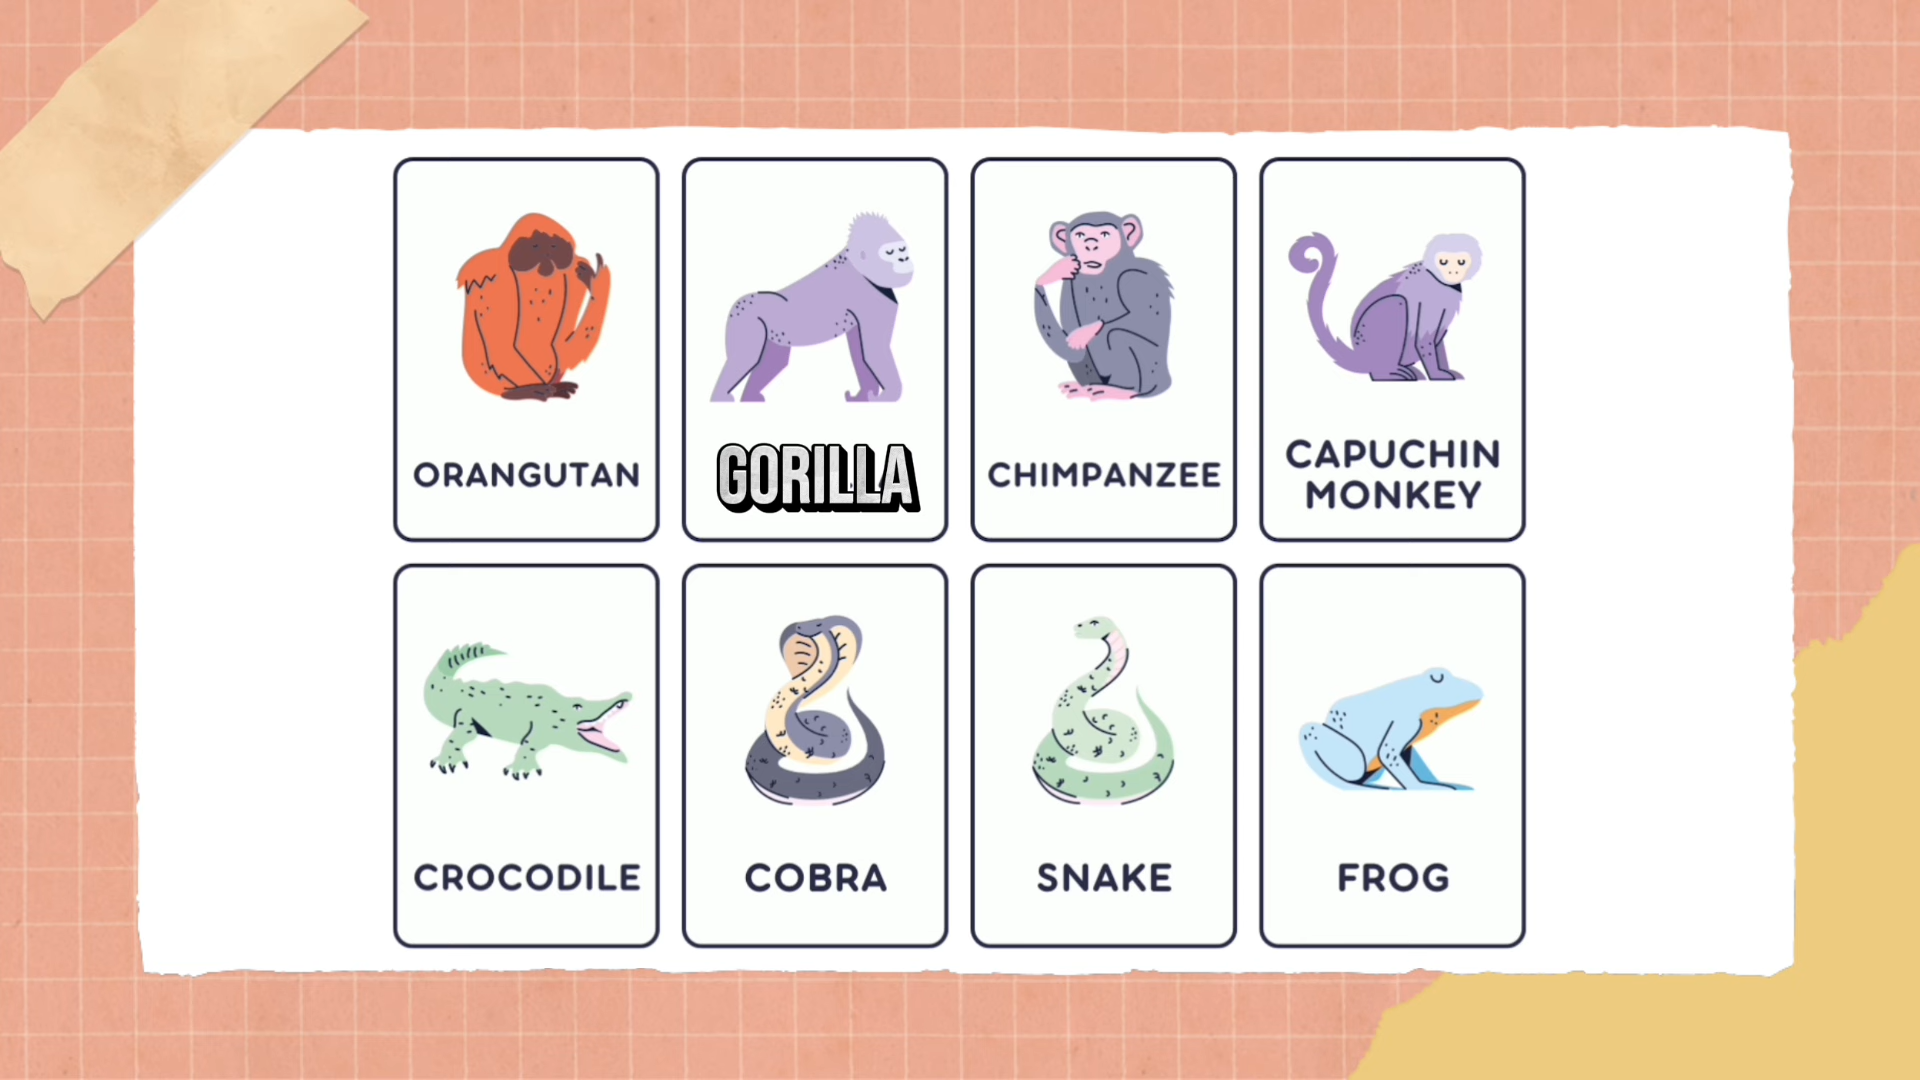 ORANGUTAN
GORILLA
CHIMPANZEE
CAPUCHIN
MONKEY
CROCODILE
COBRA
SNAKE
FROG